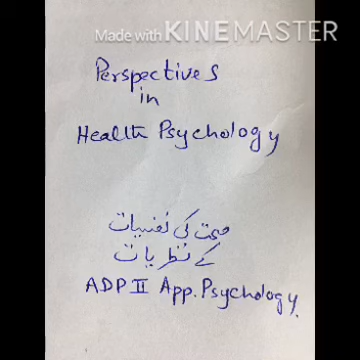 Made with KINEMASTER
Perspectives
in
Health Psychology
صحت کی نفسیات
کے نظریات
ADP II App. Psychology.